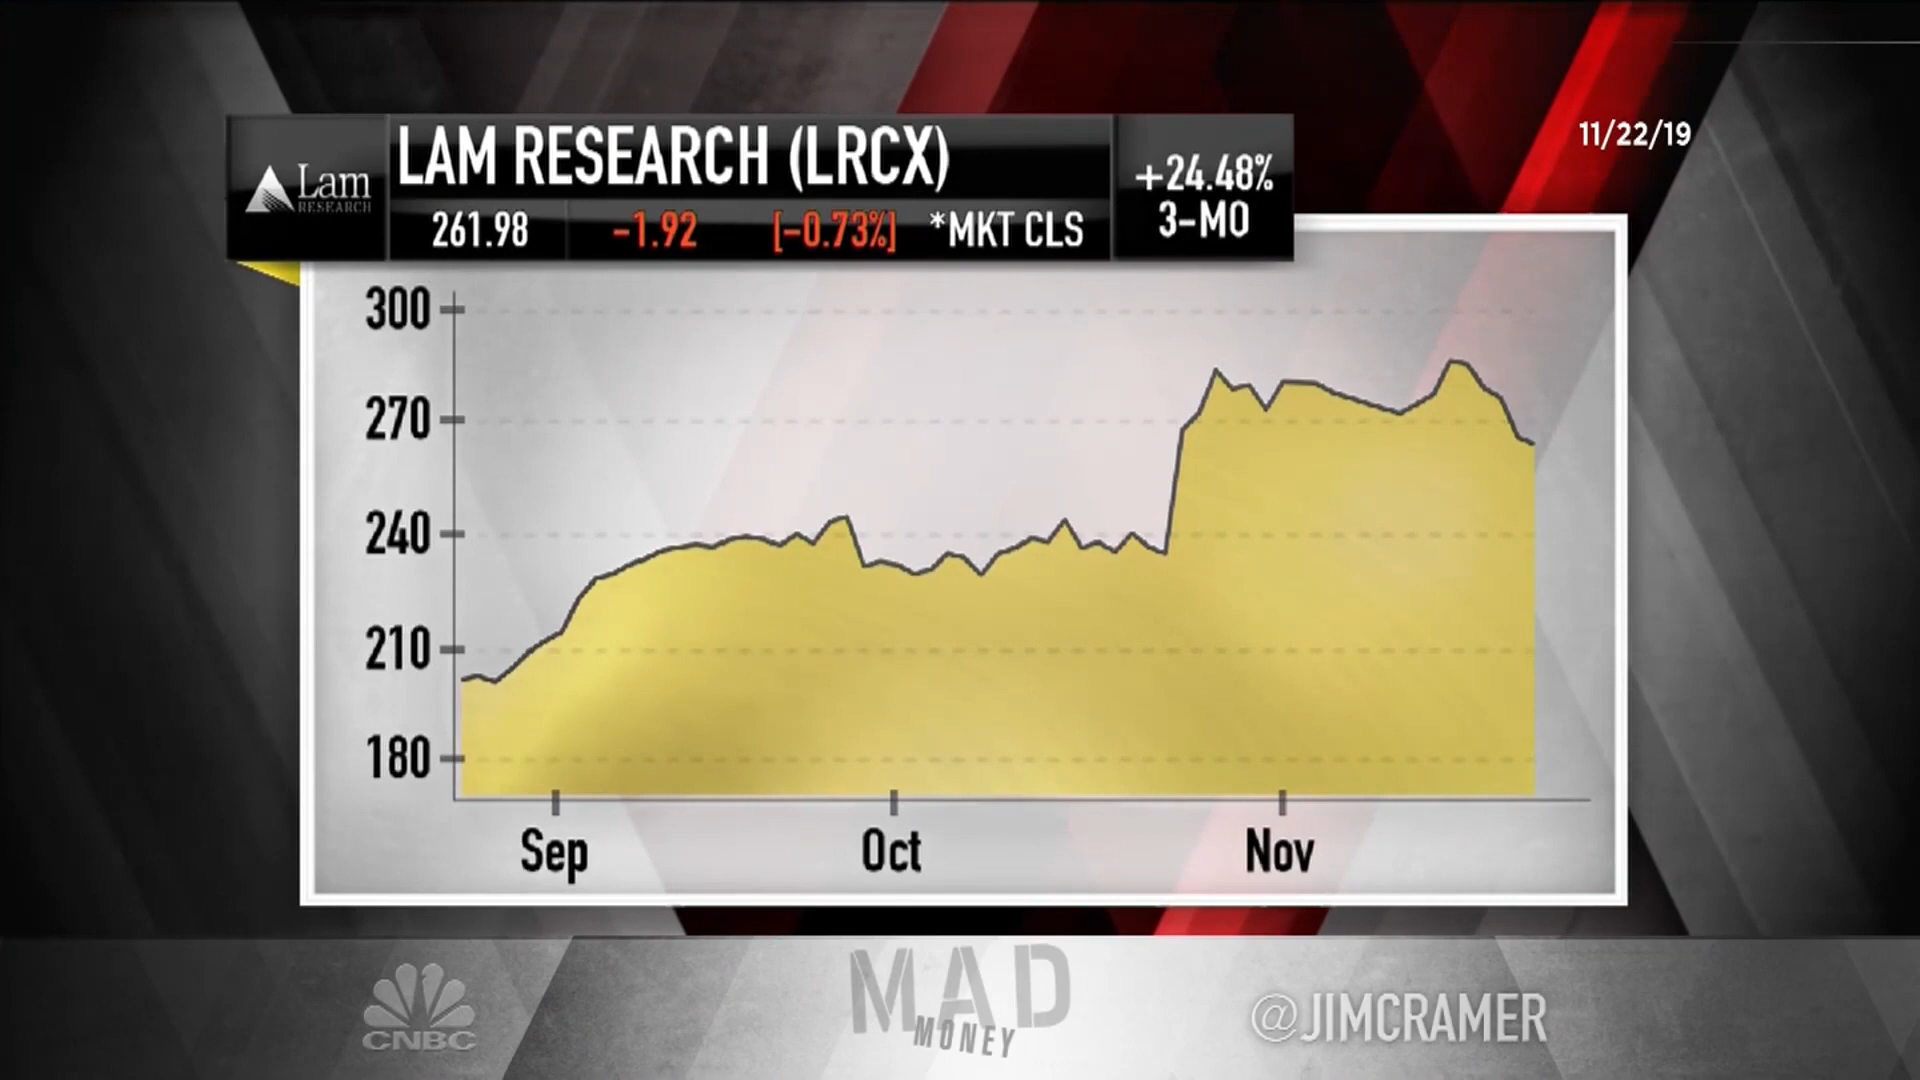 11/22/19
Lam
RESEARCH
LAM RESEARCH (LRCX)
261.98 -1.92 [-0.73%] *MKT CLS
+24.48%
3-MO
300
270
240
210
180
Sep Oct Nov
CNBC
MAD
MONEY
@JIMCRAMER